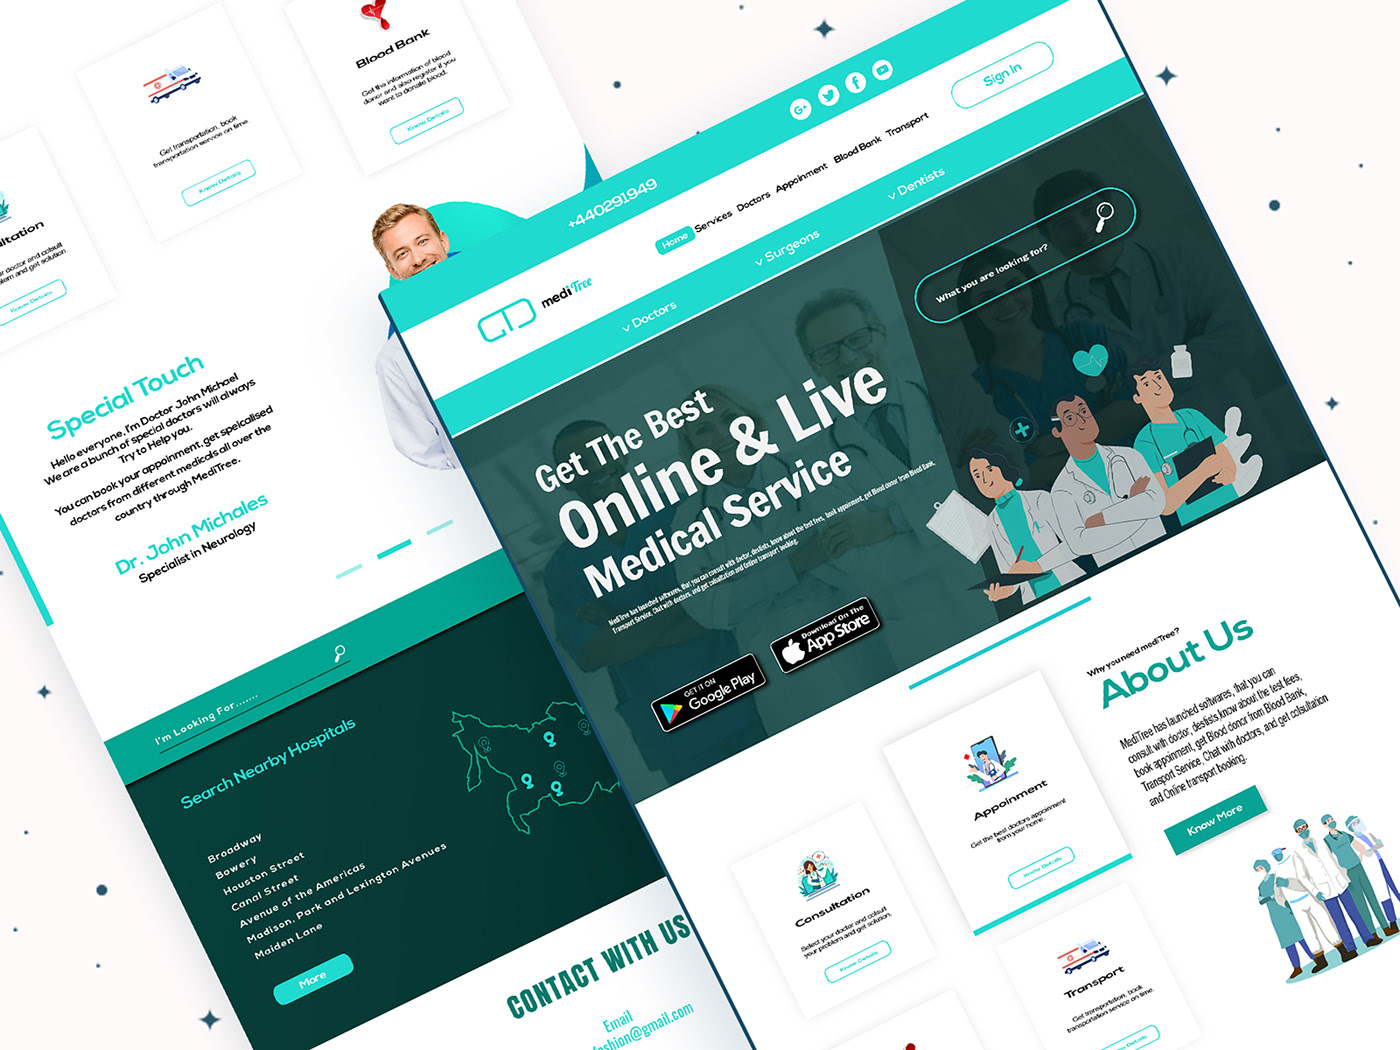 Blood Bank
Get the information of blood
donor and also register if you
want to donate blood.
Know Details
Get transportation, book
transportation service on time.
Know Details
ltation
r doctor and collsult
m and get solution
Know Details
Special Touch
Hello everyone, I'm Doctor John Michael
We are a bunch of special doctors will always
Try to Help you.
You can book your appoinment, get speicalised
doctors from different medicals all over the
country through MediTree.
Dr. John Michales
Specialist in Neurology
I'm Looking For.......
Search Nearby Hospitals
Broadway
Bowery
Houston Street
Canal Street
Avenue of the Americas
Madison, Park and Lexington Avenues
Maiden Lane
More
CONTACT WITH US
Email
fashion@gmail.com
+440291949
G+
Sign In
medi Tree
Home Services Doctors Appoinment Blood Bank Transport
v Doctors
v Surgeons
v Dentists
What you are looking for?
Get The Best
Online & Live
Medical Service
MediTree has launched softwares, that you can consult with doctor, destists, know about the test fees, book appoinment, get Blood donor from Blood Bank,
Transport Service, Chat with doctors, and get colsultation and Online transport booking.
GET IT ON
Google Play
Download On The
App Store
Why you need mediTree?
About Us
MediTree has launched softwares, that you can
consult with doctor, destists,know about the test fees,
book appoinment, get Blood donor from Blood Bank,
Transport Service, Chat with doctors, and get colsultation
and Online transport booking.
Know More
Appoinment
Get the best doctors appoinment
from your home.
Know Details
Consultation
Select your doctor and collsult
your problem and get solution.
Know Details
Transport
Get transportation, book
transportation service on time.
Know Details